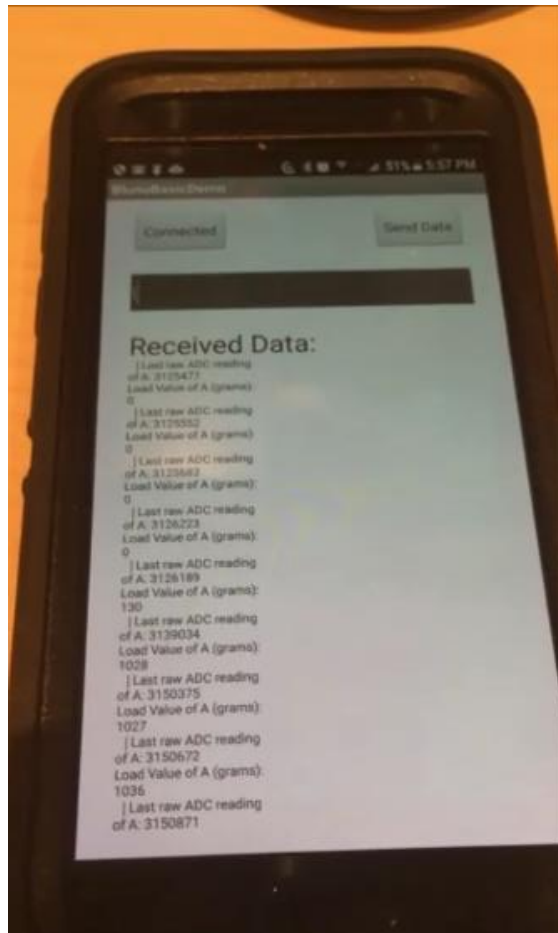 51% 5:57 PM
BlunoBasicDemo
Connected
Send Data
Received Data:
| Last raw ADC reading
of A: 3125477
Load Value of A (grams):
0
| Last raw ADC reading
of A: 3125552
Load Value of A (grams):
0
| Last raw ADC reading
of A:
Load Value of A (grams):
0
| Last raw ADC reading
of A: 3126223
Load Value of A (grams):
0
| Last raw ADC reading
of A: 3126189
Load Value of A (grams):
130
| Last raw ADC reading
of A: 3139034
Load Value of A (grams):
1028
| Last raw ADC reading
of A: 3150375
Load Value of A (grams):
1027
| Last raw ADC reading
of A: 3150672
Load Value of A (grams):
1036
| Last raw ADC reading
of A: 3150871